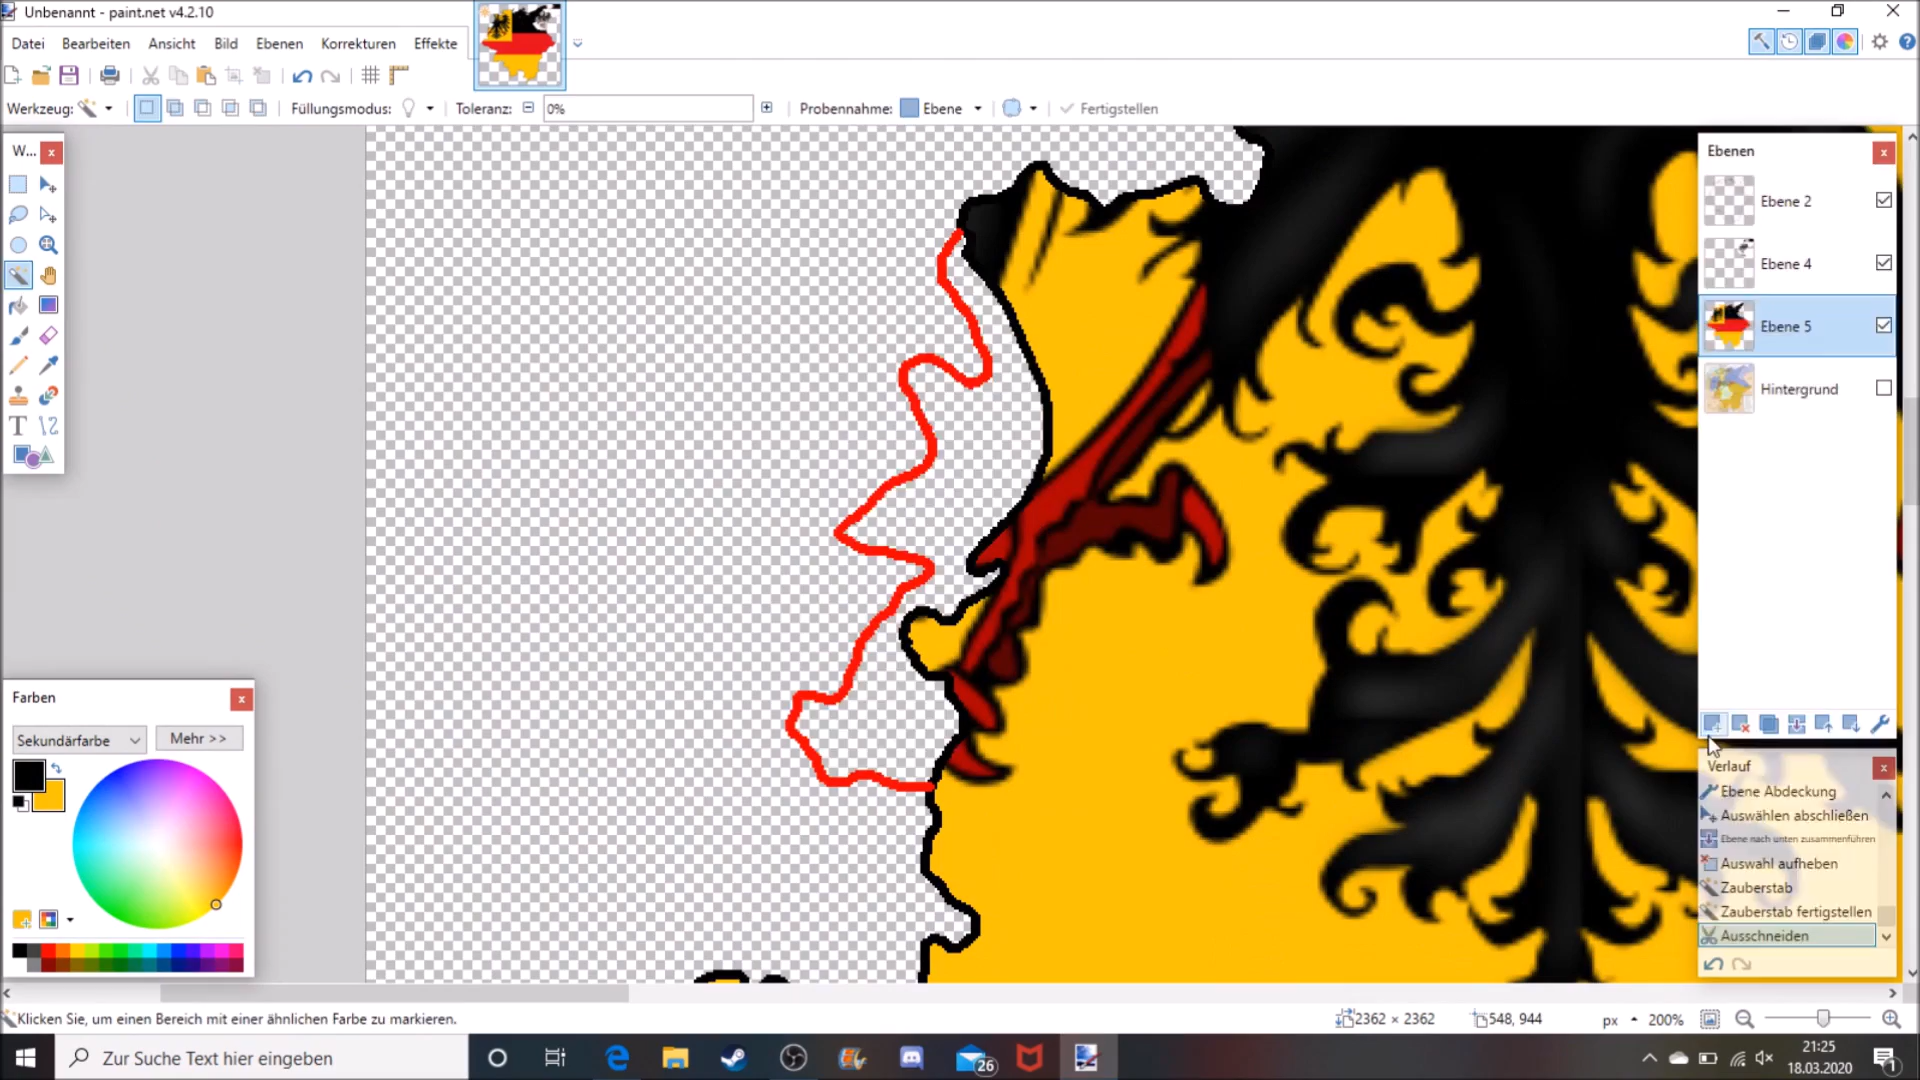 Unbenannt - paint.net v4.2.10
Datei Bearbeiten Ansicht Bild Ebenen Korrekturen Effekte
Werkzeug: Füllungsmodus: Toleranz: 0% Probennahme: Ebene Fertigstellen
W...
Ebenen
Ebene 2
Ebene 4
Ebene 5
Hintergrund
Farben
Sekundärfarbe Mehr >>
Verlauf
Ebene Abdeckung
Auswählen abschließen
Ebene nach unten zusammenführen
Auswahl aufheben
Zauberstab
Zauberstab fertigstellen
Ausschneiden
Klicken Sie, um einen Bereich mit einer ähnlichen Farbe zu markieren.
2362 × 2362 548, 944 px 200%
Zur Suche Text hier eingeben
26
21:25
18.03.2020
1